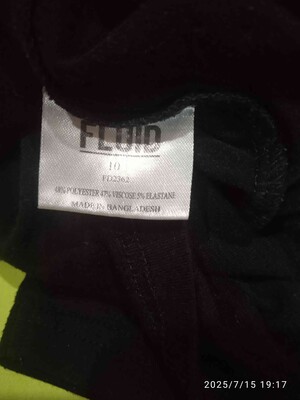 FLUID
10
FD2362
48% POLYESTER 47% VISCOSE 5% ELASTANE
MADE IN BANGLADESH
2025/7/15 19:17